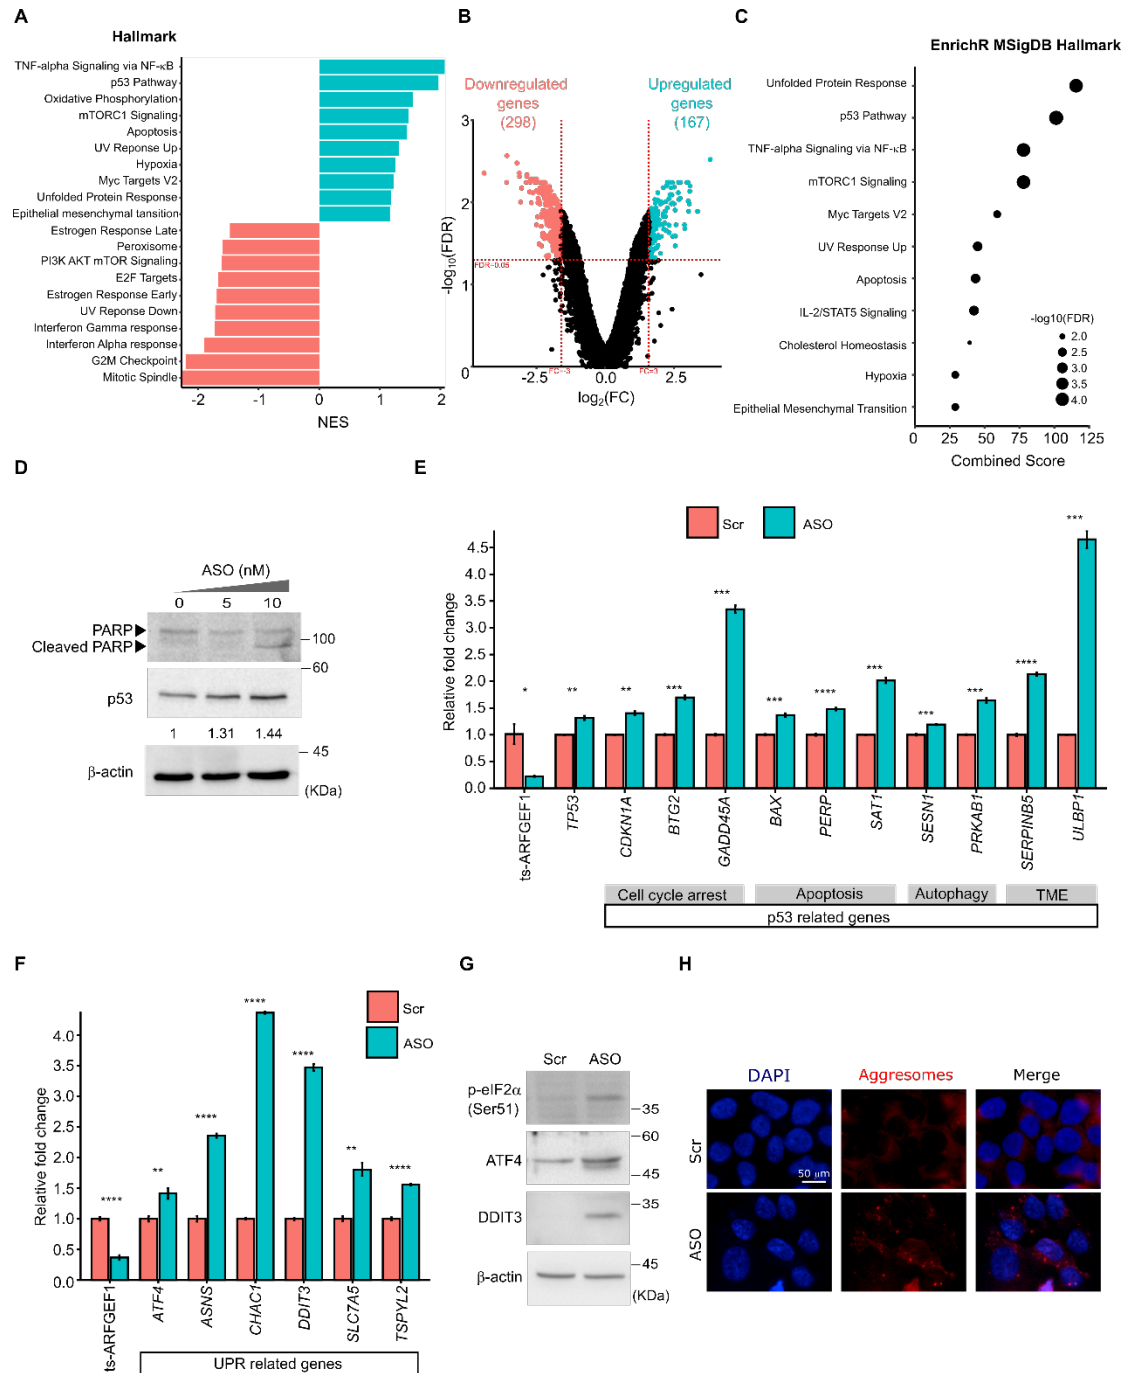 A
Hallmark
TNF-alpha Signaling via NF-κB
p53 Pathway
Oxidative Phosphorylation
mTORC1 Signaling
Apoptosis
UV Reponse Up
Hypoxia
Myc Targets V2
Unfolded Protein Response
Epithelial mesenchymal tansition
Estrogen Response Late
Peroxisome
PI3K AKT mTOR Signaling
E2F Targets
Estrogen Response Early
UV Reponse Down
Interferon Gamma response
Interferon Alpha response
G2M Checkpoint
Mitotic Spindle
-2 -1 0 1 2
NES
B
Downregulated genes (298)
Upregulated genes (167)
3
2
1
0
-log10(FDR)
FDR=0.05
-2.5 0.0 2.5
FC=-3 FC=3
log2(FC)
C
EnrichR MSigDB Hallmark
Unfolded Protein Response
p53 Pathway
TNF-alpha Signaling via NF-κB
mTORC1 Signaling
Myc Targets V2
UV Response Up
Apoptosis
IL-2/STAT5 Signaling
Cholesterol Homeostasis
Hypoxia
Epithelial Mesenchymal Transition
-log10(FDR)
2.0
2.5
3.0
3.5
4.0
0 25 50 75 100 125
Combined Score
D
ASO (nM)
0 5 10
PARP
Cleaved PARP
100
60
p53
1 1.31 1.44
45
β-actin
(KDa)
E
Scr ASO
Relative fold change
4.5
4.0
3.5
3.0
2.5
2.0
1.5
1.0
0.5
0.0
* ** ** *** *** *** **** *** *** *** **** ***
ts-ARFGEF1
TP53
CDKN1A
BTG2
GADD45A
BAX
PERP
SAT1
SESN1
PRKAB1
SERPINB5
ULBP1
Cell cycle arrest Apoptosis Autophagy TME
p53 related genes
F
Scr
ASO
Relative fold change
4.0
3.5
3.0
2.5
2.0
1.5
1.0
0.5
0.0
**** ** **** **** **** ** ****
ts-ARFGEF1
ATF4
ASNS
CHAC1
DDIT3
SLC7A5
TSPYL2
UPR related genes
G
Scr ASO
p-eIF2α
(Ser51)
35
60
ATF4
45
35
DDIT3
45
β-actin
(KDa)
H
DAPI Aggresomes Merge
Scr
50 μm
ASO